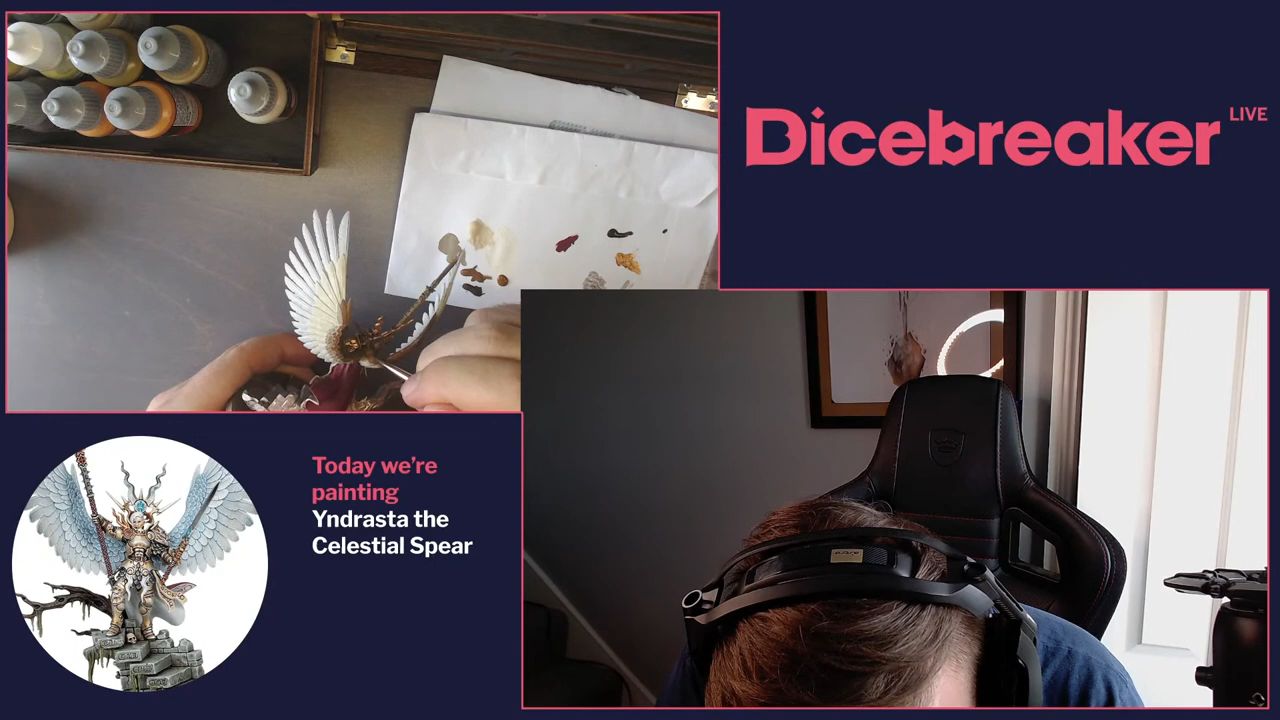 Dicebreaker LIVE
Today we're
painting
Yndrasta the
Celestial Spear